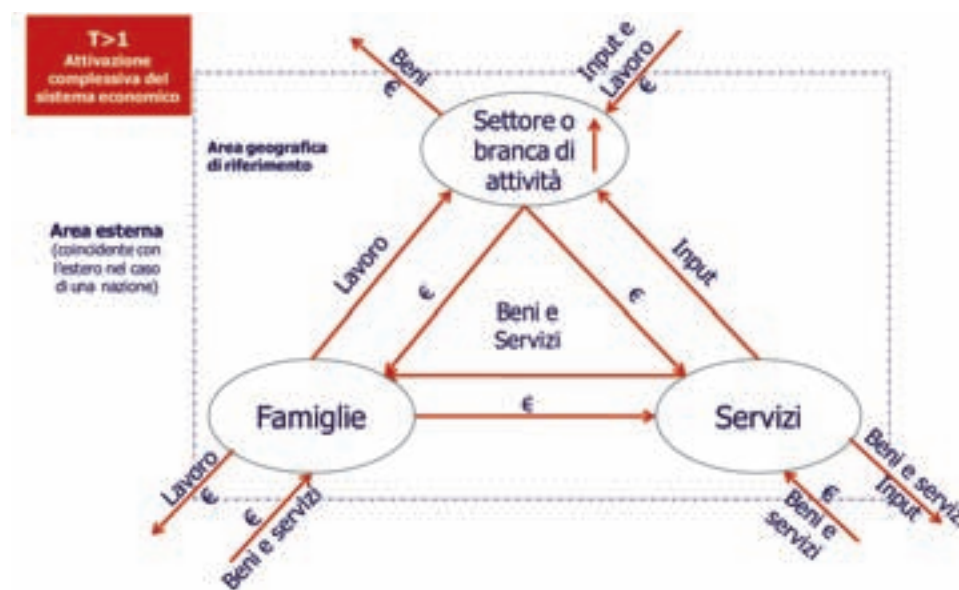 T>1
Attivazione
complessiva del
sistema economico
Beni
€
Input e
Lavoro
€
Settore o
branca di
attività
Area geografica
di riferimento
Area esterna
(coincidente con
l'estero nel caso
di una nazione)
Lavoro
€
€
Input
Beni e
Servizi
€
Famiglie
Servizi
Lavoro
€
€
Beni e servizi
€
Beni e
servizi
Beni e servizi
Input